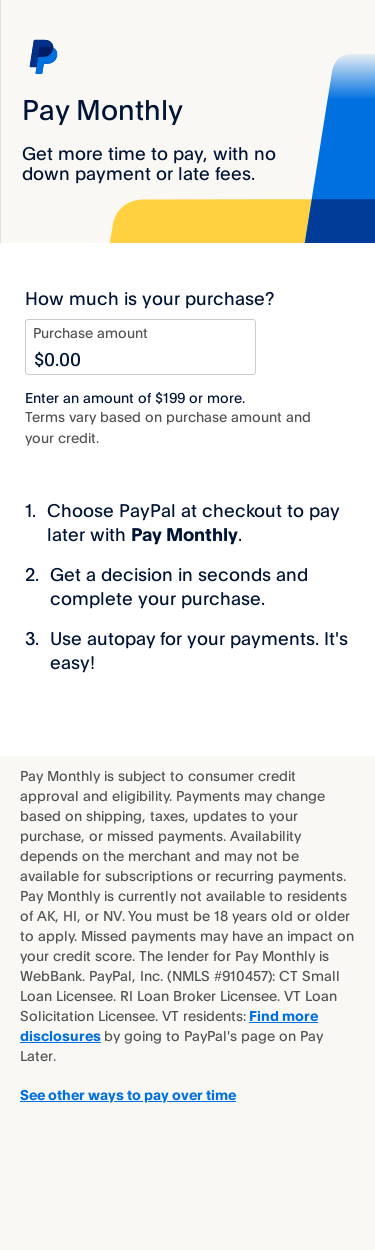 Pay Monthly
Get more time to pay, with no
down payment or late fees.
How much is your purchase?
Purchase amount
$0.00
Enter an amount of $199 or more.
Terms vary based on purchase amount and
your credit.
1. Choose PayPal at checkout to pay
later with Pay Monthly.
2. Get a decision in seconds and
complete your purchase.
3. Use autopay for your payments. It's
easy!
Pay Monthly is subject to consumer credit
approval and eligibility. Payments may change
based on shipping, taxes, updates to your
purchase, or missed payments. Availability
depends on the merchant and may not be
available for subscriptions or recurring payments.
Pay Monthly is currently not available to residents
of AK, HI, or NV. You must be 18 years old or older
to apply. Missed payments may have an impact on
your credit score. The lender for Pay Monthly is
WebBank. PayPal, Inc. (NMLS #910457): CT Small
Loan Licensee. RI Loan Broker Licensee. VT Loan
Solicitation Licensee. VT residents: Find more
disclosures by going to PayPal's page on Pay
Later.
See other ways to pay over time